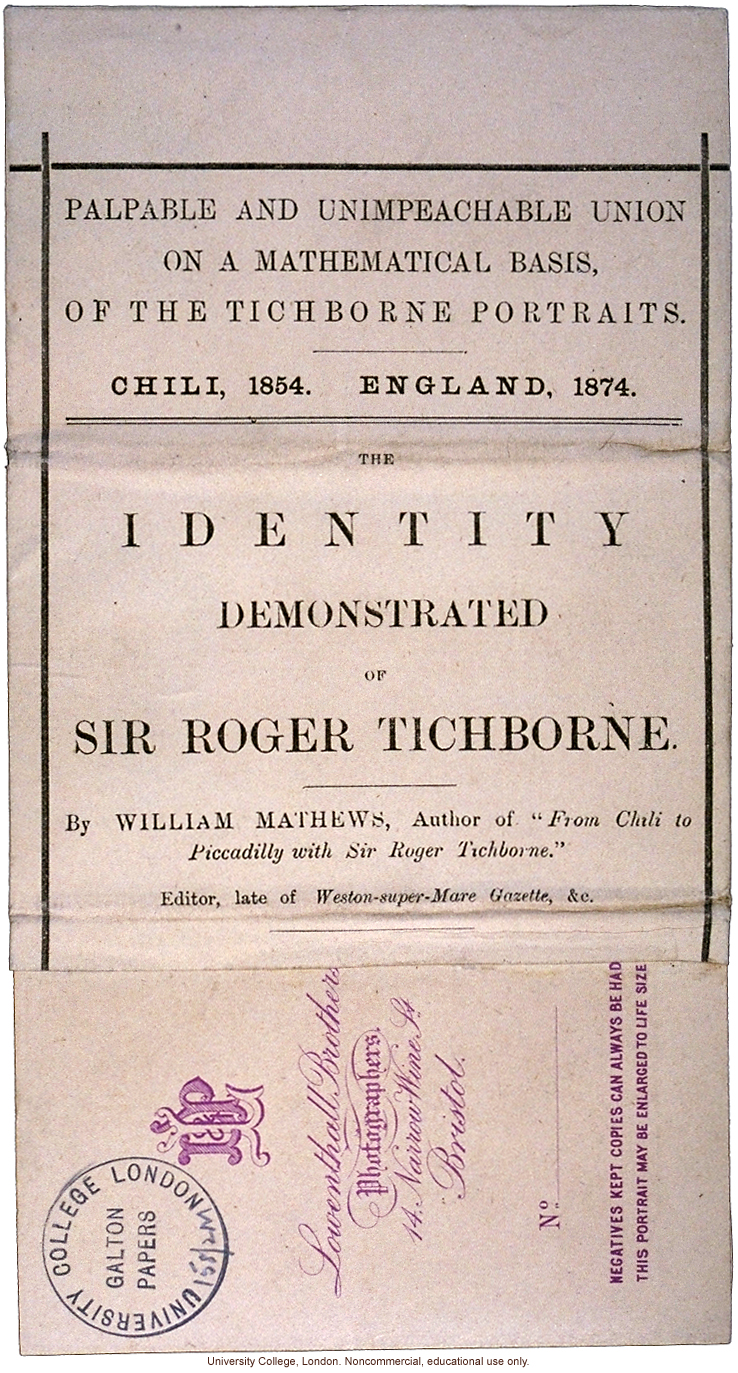 PALPABLE AND UNIMPEACHABLE UNION
ON A MATHEMATICAL BASIS,
OF THE TICHBORNE PORTRAITS.
CHILI, 1854. ENGLAND, 1874.
THE
IDENTITY
DEMONSTRATED
OF
SIR ROGER TICHBORNE.
By WILLIAM MATHEWS, Author of "From Chili to
Piccadilly with Sir Roger Tichborne."
Editor, late of Weston-super-Mare Gazette, &c.
Lowenthall Brothers
Photographers.
14. Narrow Wine St
Bristol.
No.
NEGATIVES KEPT COPIES CAN ALWAYS BE HAD
THIS PORTRAIT MAY BE ENLARGED TO LIFE SIZE
UNIVERSITY COLLEGE LONDON
GALTON
PAPERS
University College, London. Noncommercial, educational use only.